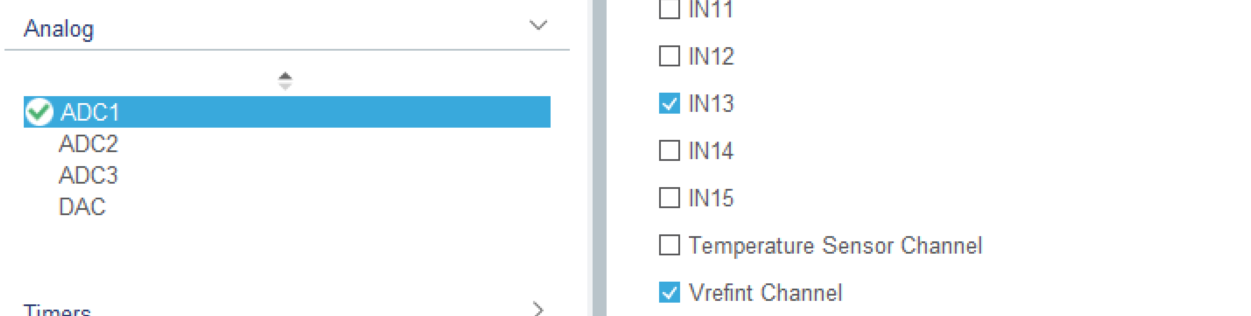 Analog
ADC1
ADC2
ADC3
DAC
Timers
IN11
IN12
IN13
IN14
IN15
Temperature Sensor Channel
Vrefint Channel